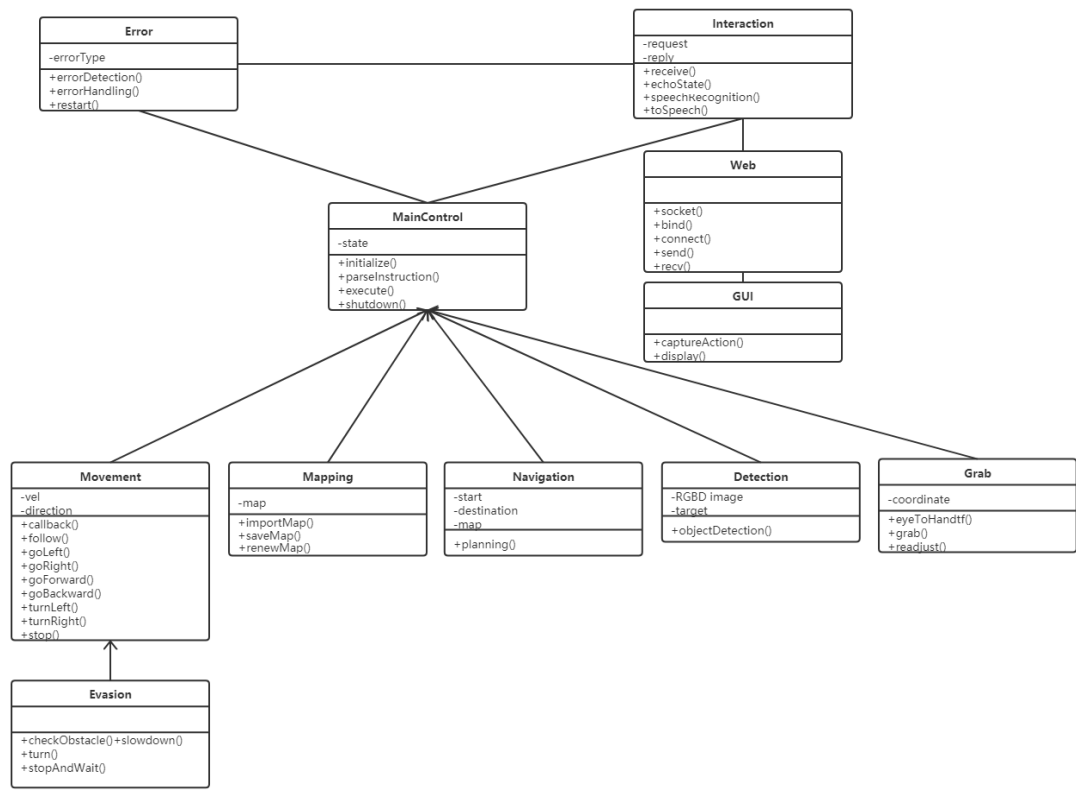 Error
-errorType
+errorDetection()
+errorHandling()
+restart()
Interaction
-request
-reply
+receive()
+echoState()
+speechRecognition()
+toSpeech()
Web
+socket()
+bind()
+connect()
+send()
+recv()
MainControl
-state
+initialize()
+parseInstruction()
+execute()
+shutdown()
GUI
+captureAction()
+display()
Movement
-vel
-direction
+callback()
+follow()
+goLeft()
+goRight()
+goForward()
+goBackward()
+turnLeft()
+turnRight()
+stop()
Mapping
-map
+importMap()
+saveMap()
+renewMap()
Navigation
-start
-destination
-map
+planning()
Detection
-RGBD image
-target
+objectDetection()
Grab
-coordinate
+eyeToHandtf()
+grab()
+readjust()
Evasion
+checkObstacle()+slowdown()
+turn()
+stopAndWait()